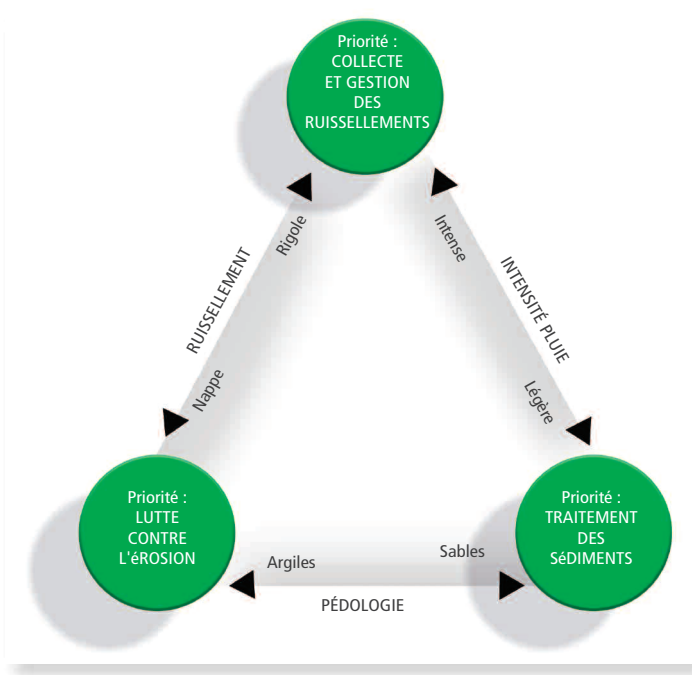 Priorité :
COLLECTE
ET GESTION
DES
RUISSELLEMENTS
Rigole
RUISSELLEMENT
Nappe
Intense
INTENSITÉ PLUIE
Légère
Priorité :
LUTTE
CONTRE
L'éROSION
Priorité :
TRAITEMENT
DES
SéDIMENTS
Argiles
Sables
PÉDOLOGIE